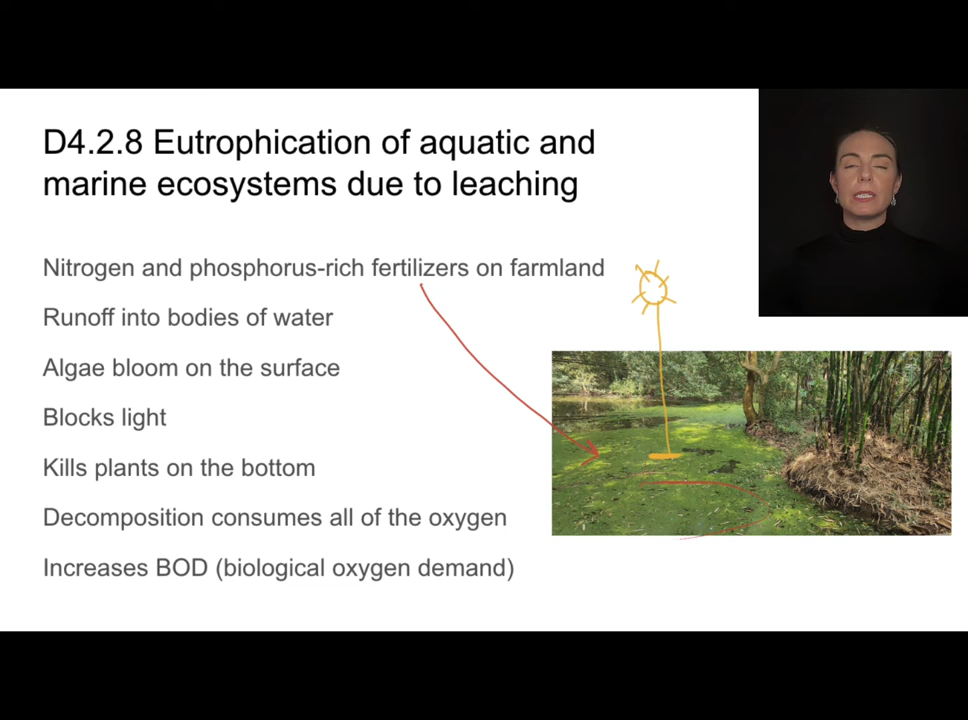 D4.2.8 Eutrophication of aquatic and
marine ecosystems due to leaching
Nitrogen and phosphorus-rich fertilizers on farmland
Runoff into bodies of water
Algae bloom on the surface
Blocks light
Kills plants on the bottom
Decomposition consumes all of the oxygen
Increases BOD (biological oxygen demand)